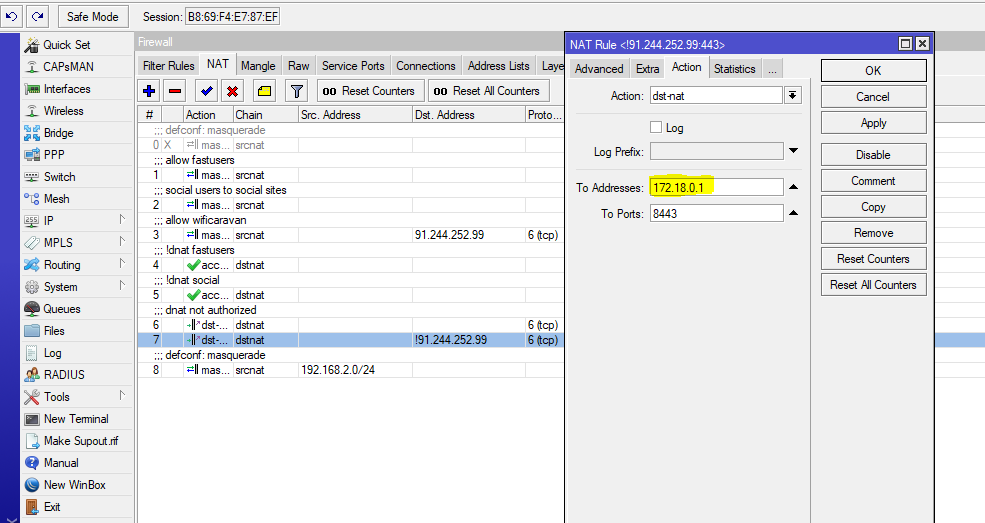 Safe Mode Session: B8:69:F4:E7:87:EF
Quick Set
CAPsMAN
Interfaces
Wireless
Bridge
PPP
Switch
Mesh
IP
MPLS
Routing
System
Queues
Files
Log
RADIUS
Tools
New Terminal
Make Supout.rif
Manual
New WinBox
Exit
Firewall
Filter Rules NAT Mangle Raw Service Ports Connections Address Lists Laye
00 Reset Counters 00 Reset All Counters
# Action Chain Src. Address Dst. Address Proto...
;;; defconf: masquerade
0 X mas... srcnat
;;; allow fastusers
1 mas... srcnat
;;; social users to social sites
2 mas... srcnat
;;; allow wificaravan
3 mas... srcnat 91.244.252.99 6 (tcp)
;;; !dnat fastusers
4 acc... dstnat
;;; !dnat social
5 acc... dstnat
;;; dnat not authorized
6 dst-... dstnat 6 (tcp)
7 dst-... dstnat !91.244.252.99 6 (tcp)
;;; defconf: masquerade
8 mas... srcnat 192.168.2.0/24
NAT Rule <!91.244.252.99:443>
Advanced Extra Action Statistics ...
Action: dst-nat
Log
Log Prefix:
To Addresses: 172.18.0.1
To Ports: 8443
OK
Cancel
Apply
Disable
Comment
Copy
Remove
Reset Counters
Reset All Counters